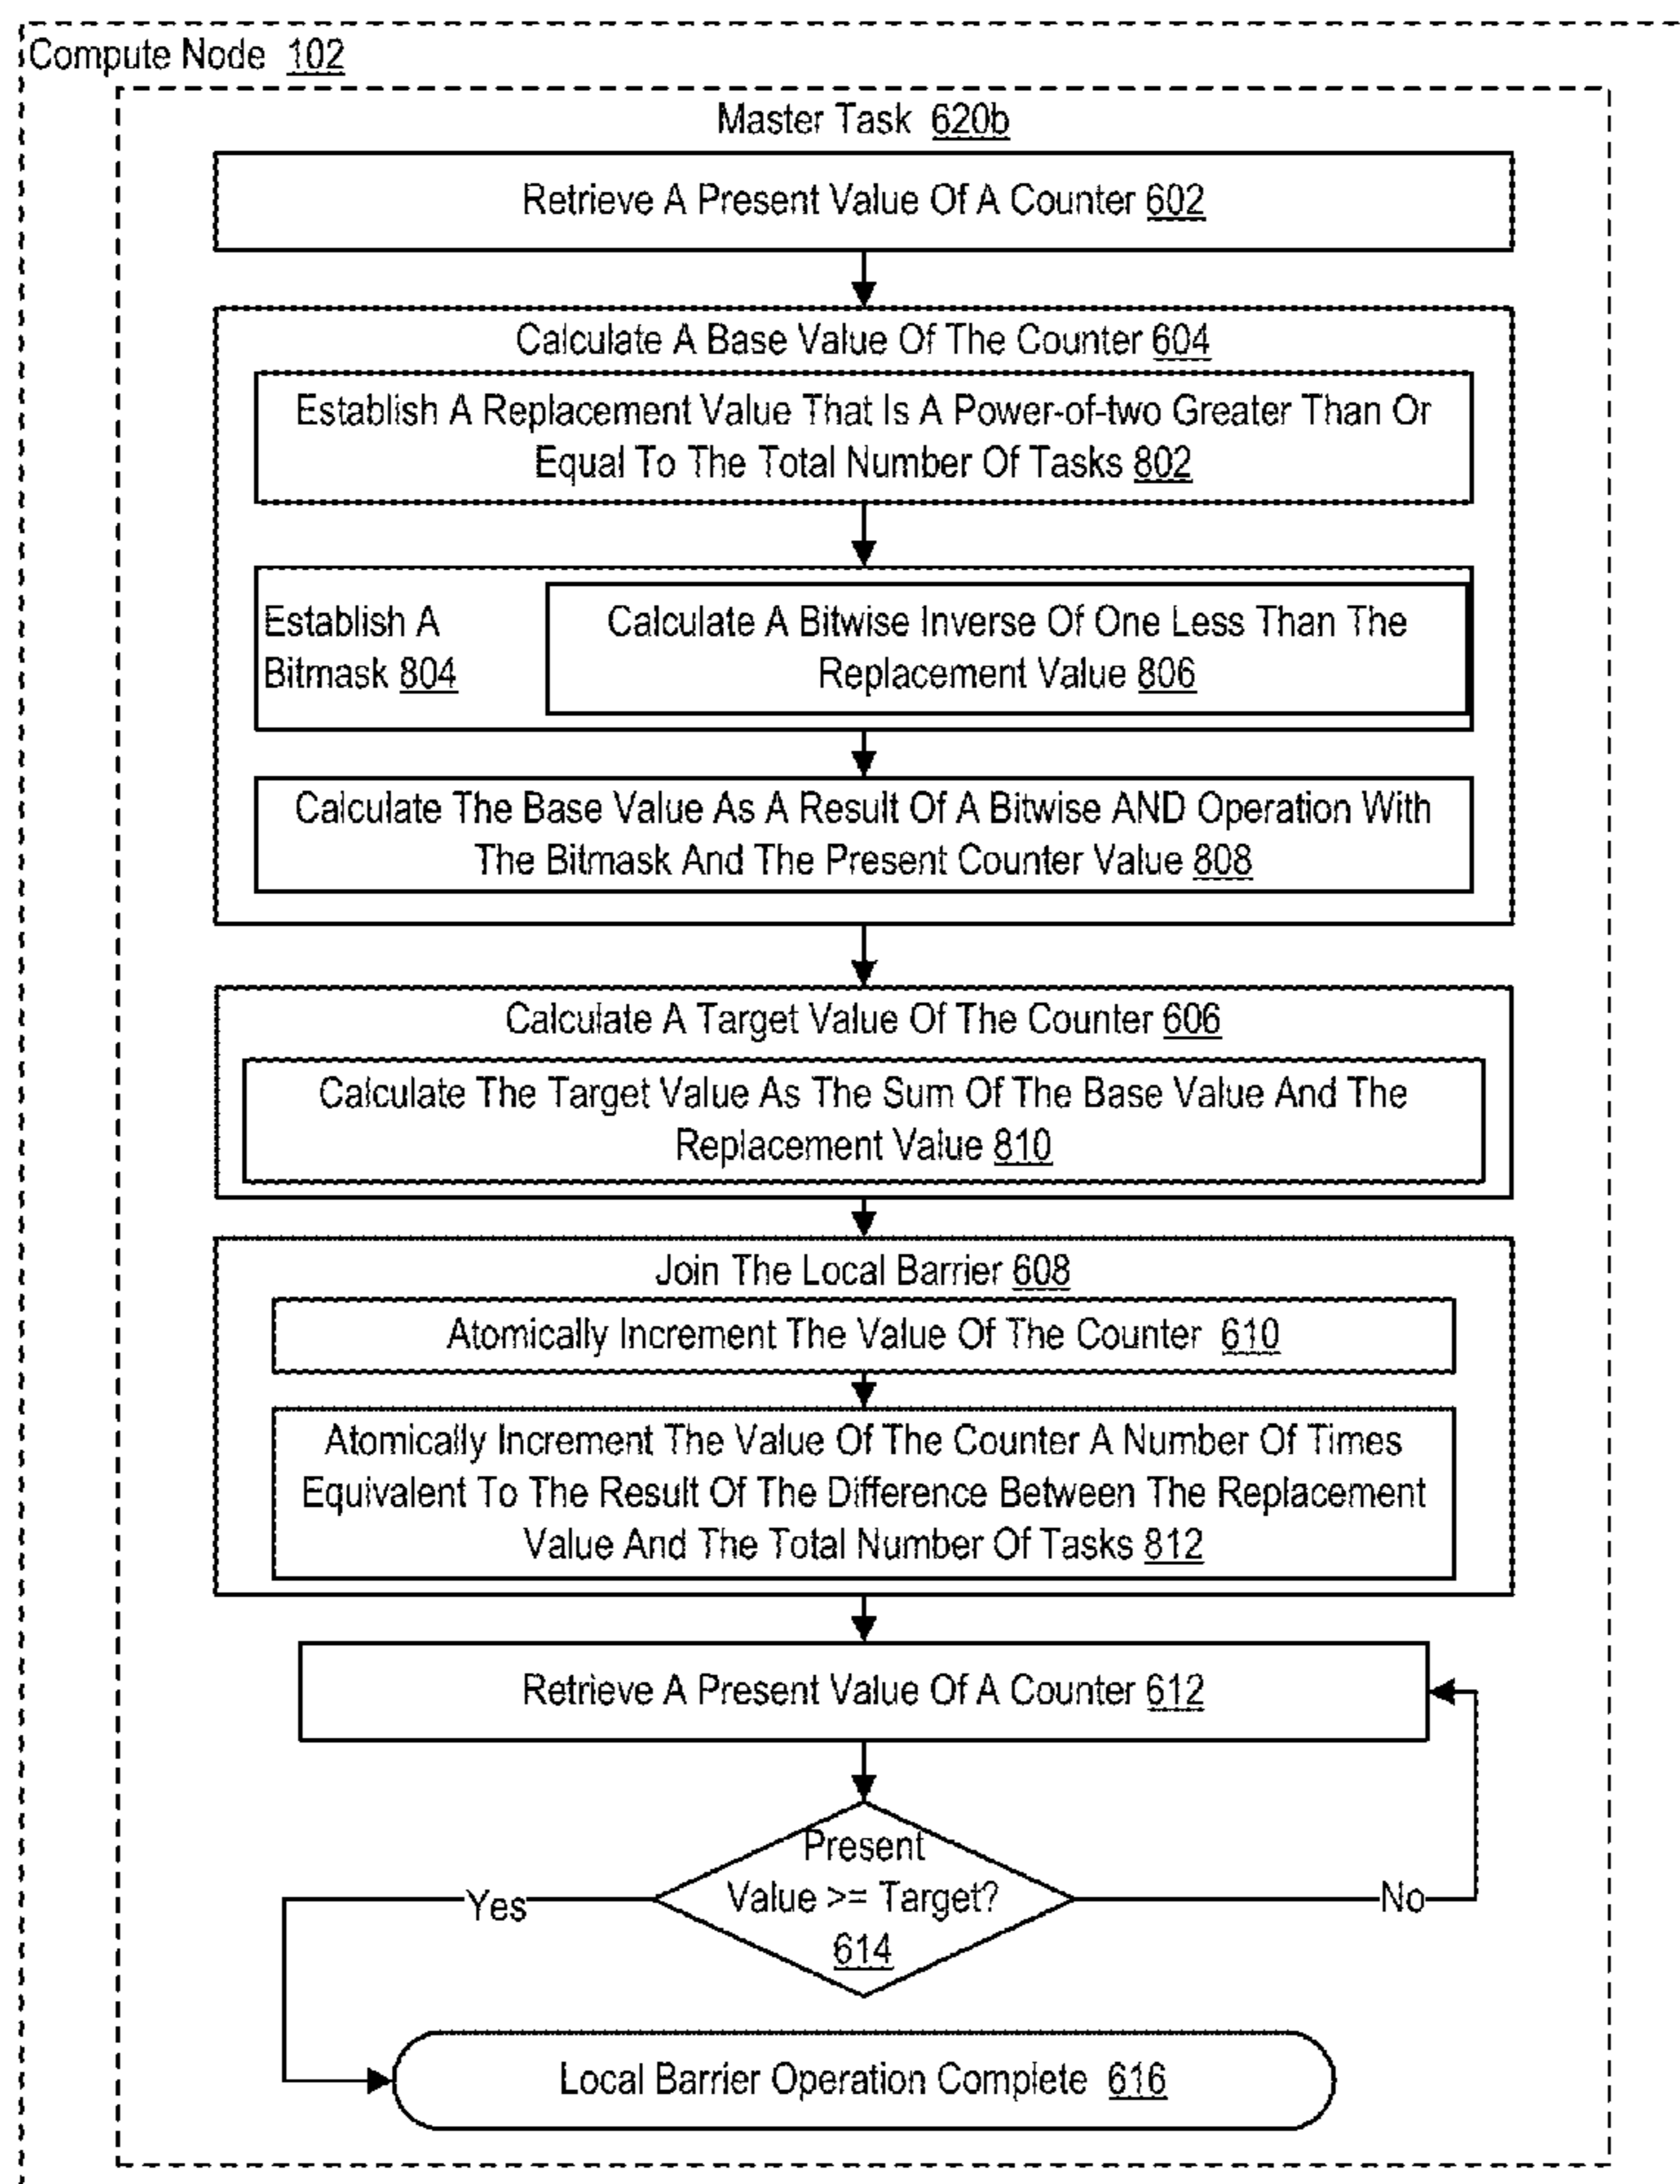 Compute Node 102
Master Task 620b
Retrieve A Present Value Of A Counter 602
Calculate A Base Value Of The Counter 604
Establish A Replacement Value That Is A Power-of-two Greater Than Or
Equal To The Total Number Of Tasks 802
Establish A
Bitmask 804
Calculate A Bitwise Inverse Of One Less Than The
Replacement Value 806
Calculate The Base Value As A Result Of A Bitwise AND Operation With
The Bitmask And The Present Counter Value 808
Calculate A Target Value Of The Counter 606
Calculate The Target Value As The Sum Of The Base Value And The
Replacement Value 810
Join The Local Barrier 608
Atomically Increment The Value Of The Counter 610
Atomically Increment The Value Of The Counter A Number Of Times
Equivalent To The Result Of The Difference Between The Replacement
Value And The Total Number Of Tasks 812
Retrieve A Present Value Of A Counter 612
Present
Value >= Target?
614
Yes
No
Local Barrier Operation Complete 616